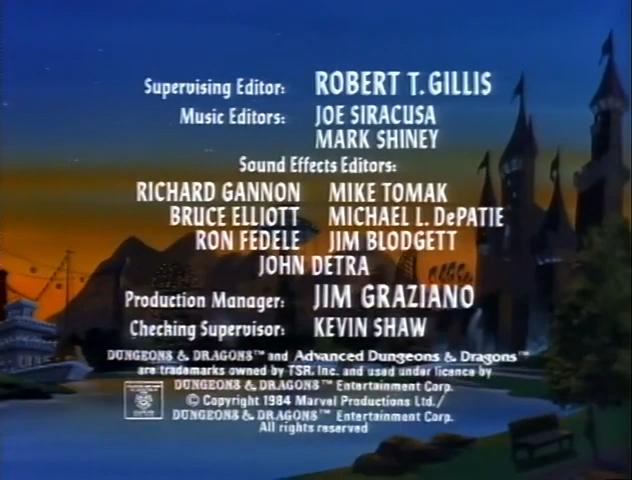 Supervising Editor: ROBERT T. GILLIS
Music Editors: JOE SIRACUSA
MARK SHINEY
Sound Effects Editors:
RICHARD GANNON MIKE TOMAK
BRUCE ELLIOTT MICHAEL L. DePATIE
RON FEDELE JIM BLODGETT
JOHN DETRA
Production Manager: JIM GRAZIANO
Checking Supervisor: KEVIN SHAW
DUNGEONS & DRAGONS™ and Advanced Dungeons & Dragons™
are trademarks owned by TSR, Inc. and used under licence by
DUNGEONS & DRAGONS™ Entertainment Corp.
© Copyright 1984 Marvel Productions Ltd./
DUNGEONS & DRAGONS™ Entertainment Corp.
All rights reserved